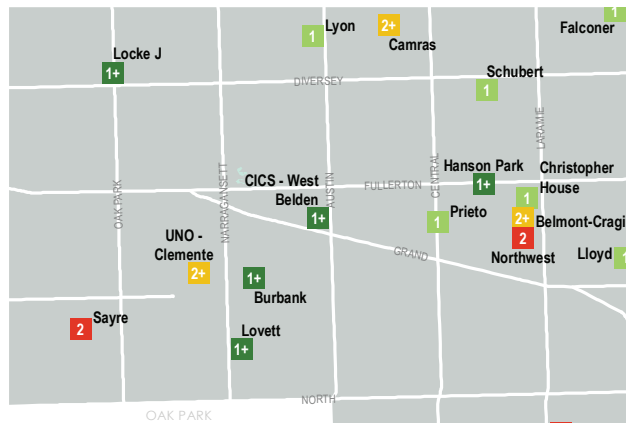 Lyon
1
2+
Camras
Falconer
1
Locke J
1+
DIVERSEY
Schubert
1
LARAMIE
CICS - West
Belden
1+
AUSTIN
FULLERTON
CENTRAL
Hanson Park
1+
Christopher
House
1
OAK PARK
NARRAGANSETT
Prieto
1
2+
Belmont-Cragi
2
Northwest
Lloyd
1
UNO -
Clemente
2+
GRAND
1+
Burbank
Sayre
2
Lovett
1+
NORTH
OAK PARK